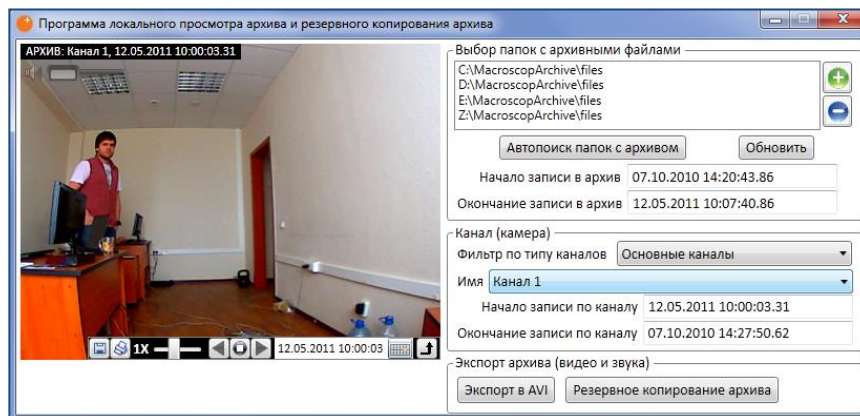 Программа локального просмотра архива и резервного копирования архива
АРХИВ: Канал 1, 12.05.2011 10:00:03.31
1X
12.05.2011 10:00:03
Выбор папок с архивными файлами
C:\MacroscopArchive\files
D:\MacroscopArchive\files
E:\MacroscopArchive\files
Z:\MacroscopArchive\files
Автопоиск папок с архивом Обновить
Начало записи в архив 07.10.2010 14:20:43.86
Окончание записи в архив 12.05.2011 10:07:40.86
Канал (камера)
Фильтр по типу каналов Основные каналы
Имя Канал 1
Начало записи по каналу 12.05.2011 10:00:03.31
Окончание записи по каналу 07.10.2010 14:27:50.62
Экспорт архива (видео и звука)
Экспорт в AVI Резервное копирование архива